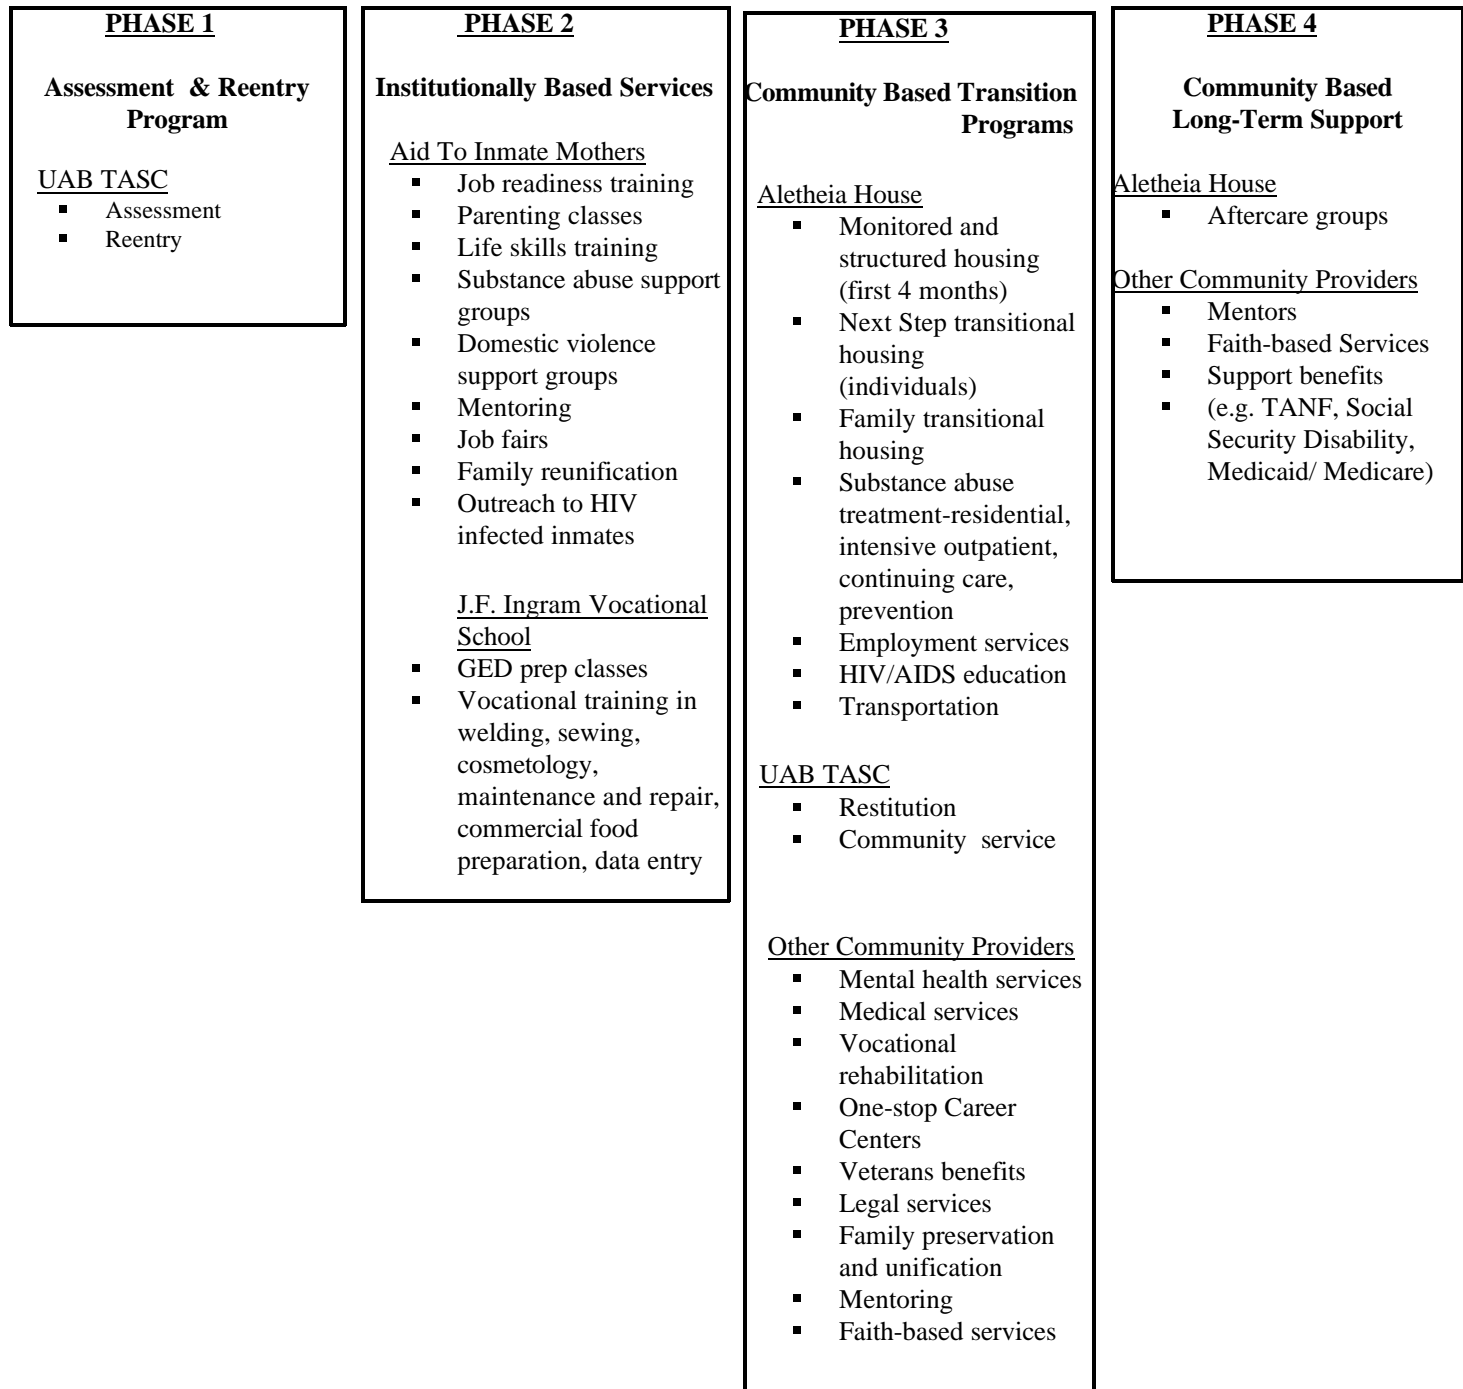 PHASE 1
Assessment & Reentry
Program
UAB TASC
▪ Assessment
▪ Reentry
PHASE 2
Institutionally Based Services
Aid To Inmate Mothers
▪ Job readiness training
▪ Parenting classes
▪ Life skills training
▪ Substance abuse support
groups
▪ Domestic violence
support groups
▪ Mentoring
▪ Job fairs
▪ Family reunification
▪ Outreach to HIV
infected inmates
J.F. Ingram Vocational
School
▪ GED prep classes
▪ Vocational training in
welding, sewing,
cosmetology,
maintenance and repair,
commercial food
preparation, data entry
PHASE 3
Community Based Transition
Programs
Aletheia House
▪ Monitored and
structured housing
(first 4 months)
▪ Next Step transitional
housing
(individuals)
▪ Family transitional
housing
▪ Substance abuse
treatment-residential,
intensive outpatient,
continuing care,
prevention
▪ Employment services
▪ HIV/AIDS education
▪ Transportation
UAB TASC
▪ Restitution
▪ Community service
Other Community Providers
▪ Mental health services
▪ Medical services
▪ Vocational
rehabilitation
▪ One-stop Career
Centers
▪ Veterans benefits
▪ Legal services
▪ Family preservation
and unification
▪ Mentoring
▪ Faith-based services
PHASE 4
Community Based
Long-Term Support
Aletheia House
▪ Aftercare groups
Other Community Providers
▪ Mentors
▪ Faith-based Services
▪ Support benefits
▪ (e.g. TANF, Social
Security Disability,
Medicaid/ Medicare)